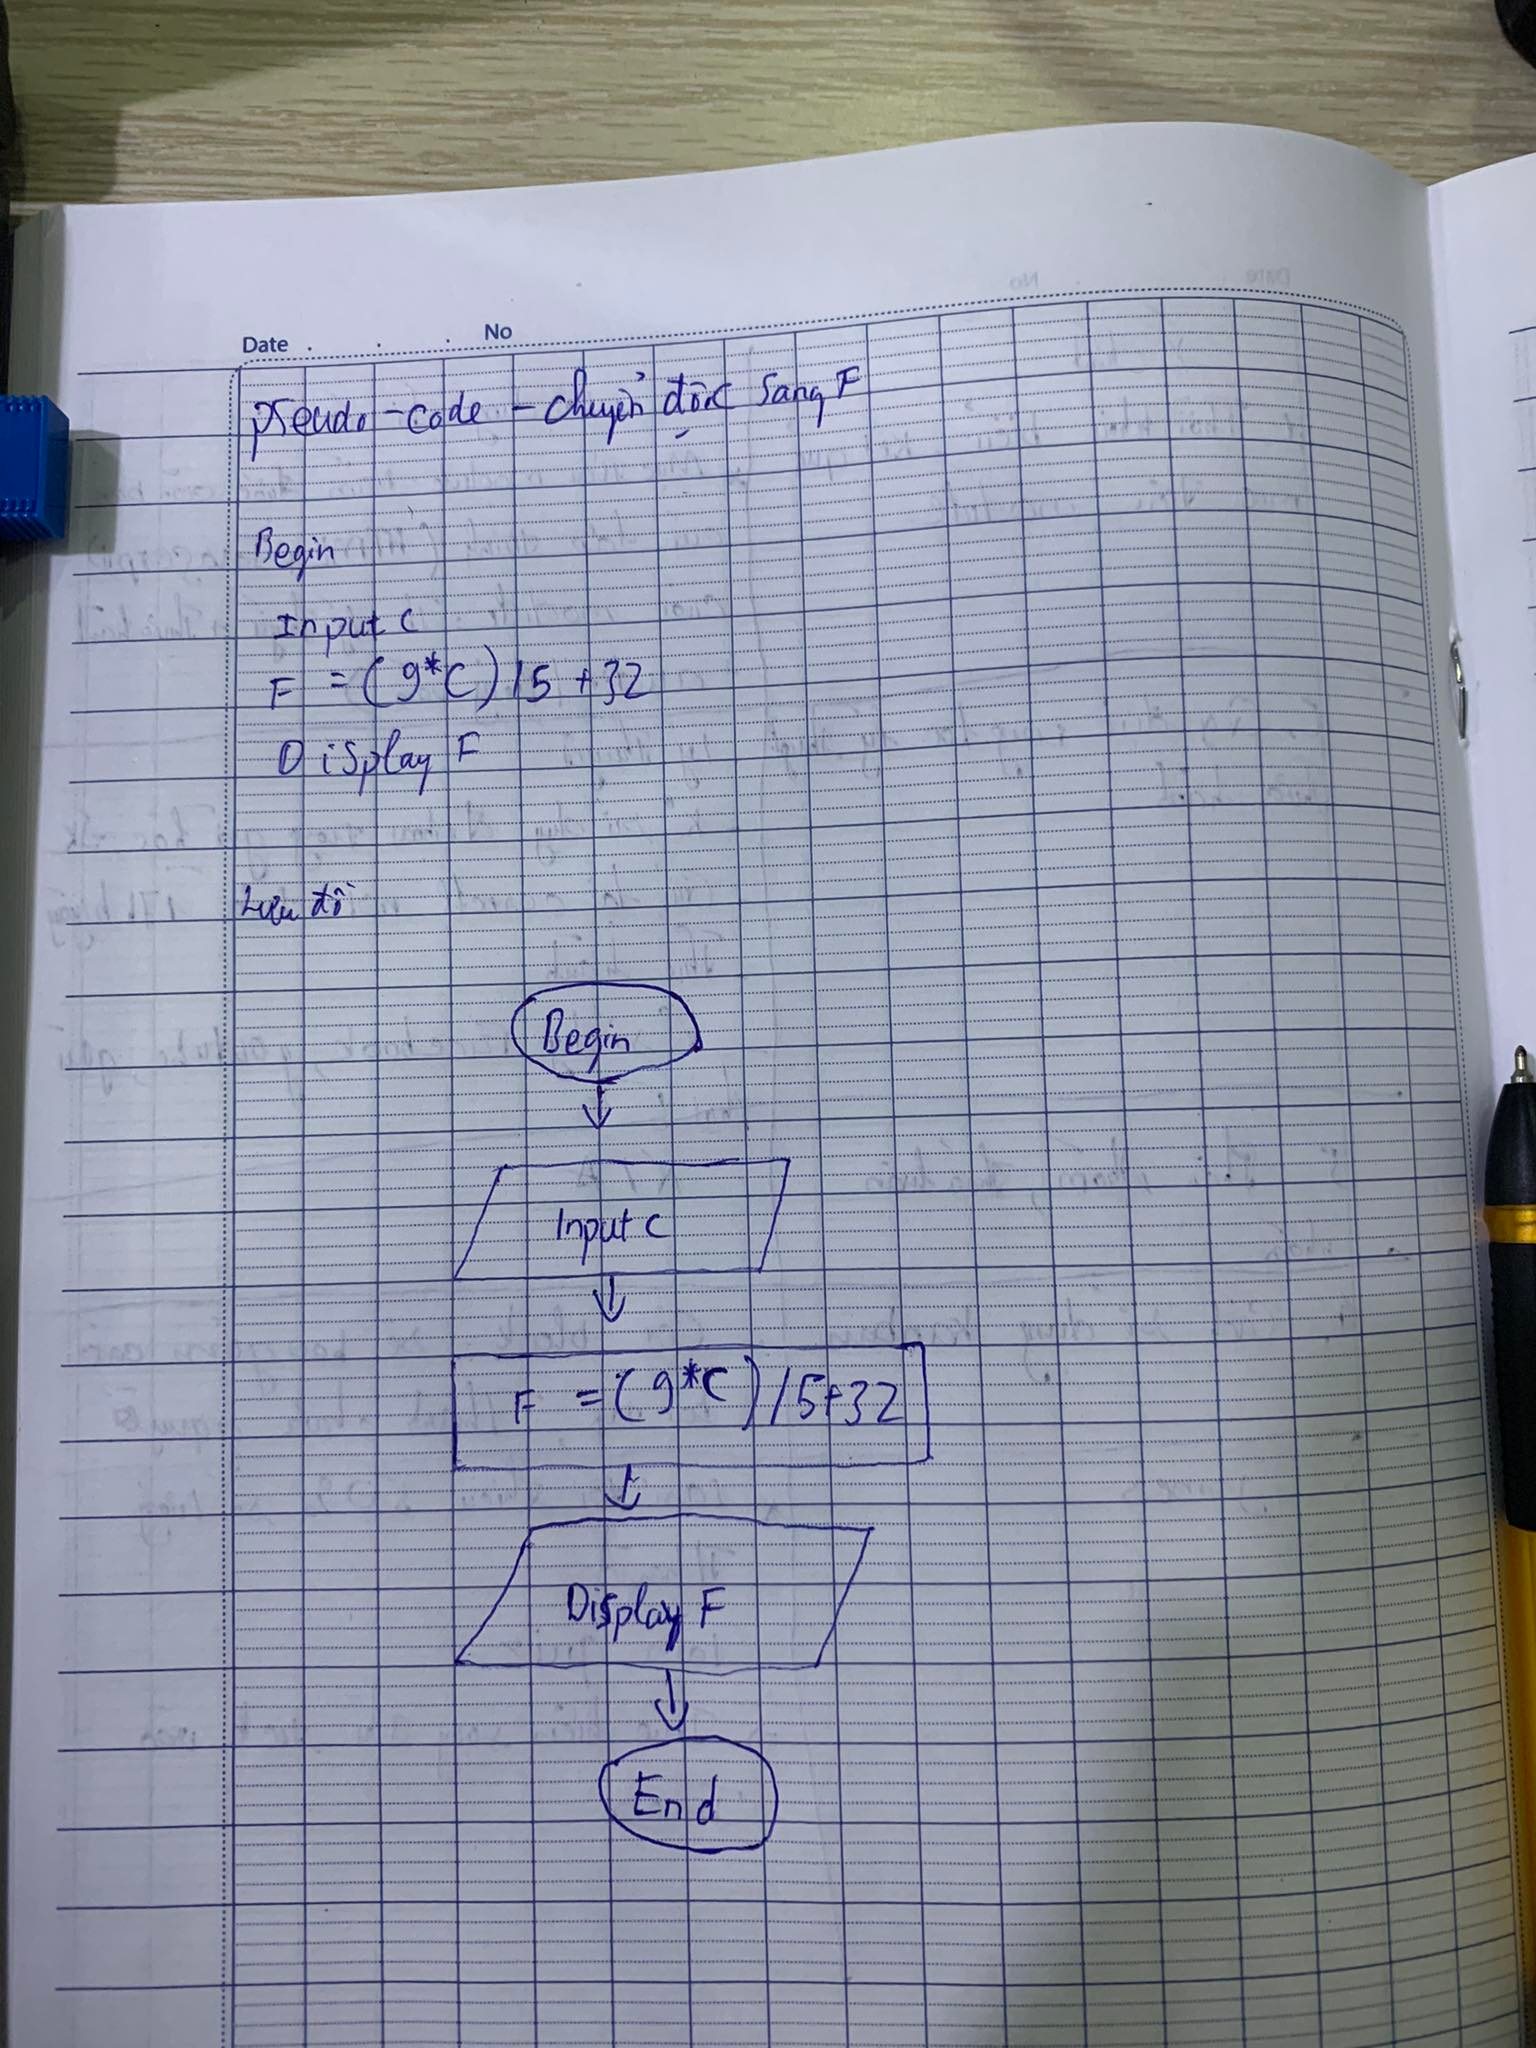 Date . . . No
pseudo-code - chuyển đổi C sang F
Begin
Input C
F = (9*C)/5 +32
Display F
Lưu đồ
Begin
Input C
F = (9*C)/5+32
Display F
End